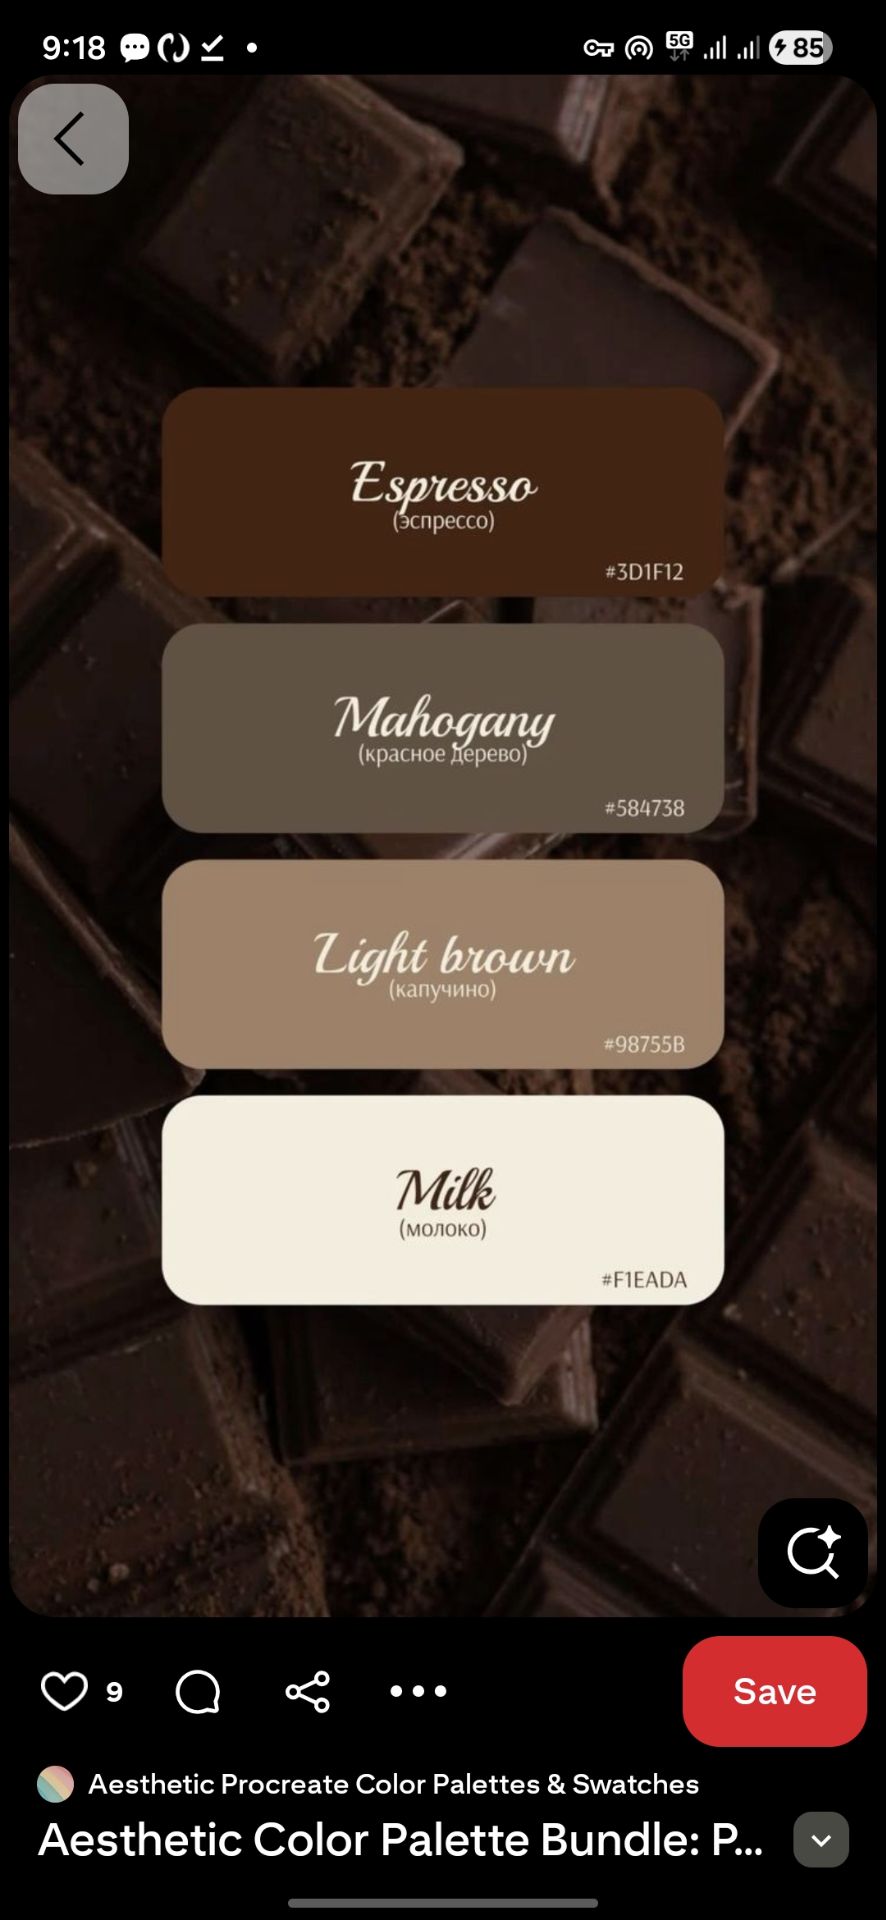 9:18
5G
85
Espresso
(эспрессо)
#3D1F12
Mahogany
(красное дерево)
#584738
Light brown
(капучино)
#98755B
Milk
(молоко)
#F1EADA
9
Save
Aesthetic Procreate Color Palettes & Swatches
Aesthetic Color Palette Bundle: P...